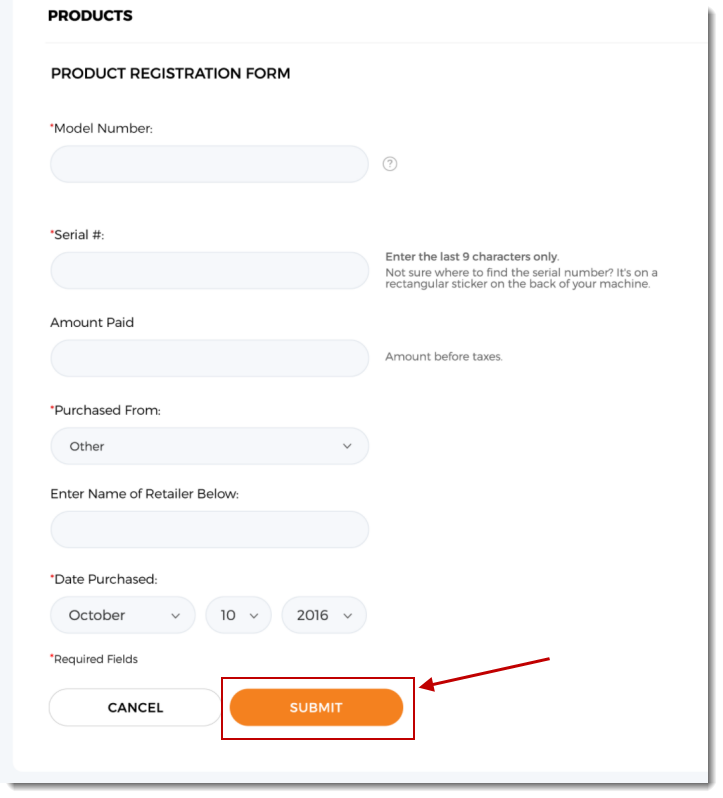 PRODUCTS
PRODUCT REGISTRATION FORM
*Model Number:
?
*Serial #:
Enter the last 9 characters only.
Not sure where to find the serial number? It's on a
rectangular sticker on the back of your machine.
Amount Paid
Amount before taxes.
*Purchased From:
Other
Enter Name of Retailer Below:
*Date Purchased:
October 10 2016
*Required Fields
CANCEL SUBMIT